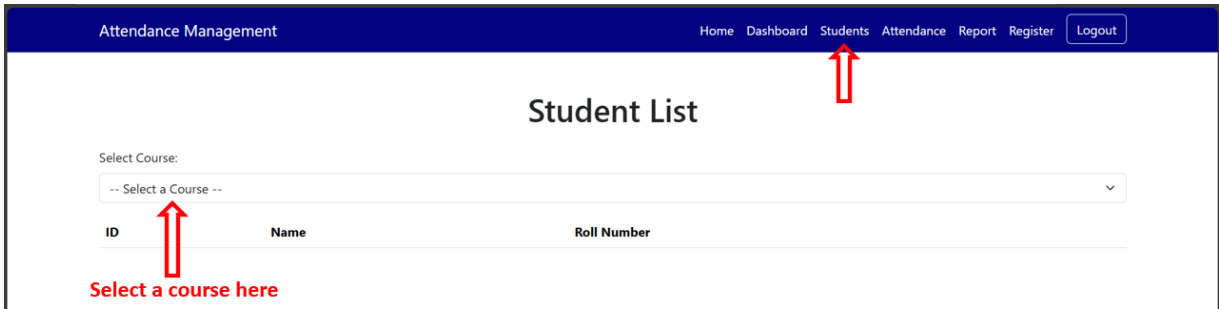 Attendance Management Home Dashboard Students Attendance Report Register Logout
Student List
Select Course:
-- Select a Course --
ID Name Roll Number
Select a course here